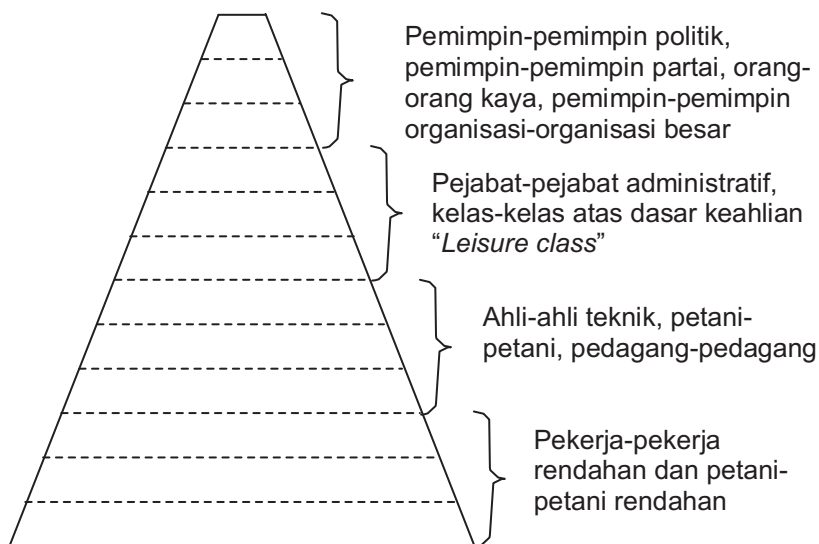 Pemimpin-pemimpin politik,
pemimpin-pemimpin partai, orang-
orang kaya, pemimpin-pemimpin
organisasi-organisasi besar
Pejabat-pejabat administratif,
kelas-kelas atas dasar keahlian
“Leisure class”
Ahli-ahli teknik, petani-
petani, pedagang-pedagang
Pekerja-pekerja
rendahan dan petani-
petani rendahan